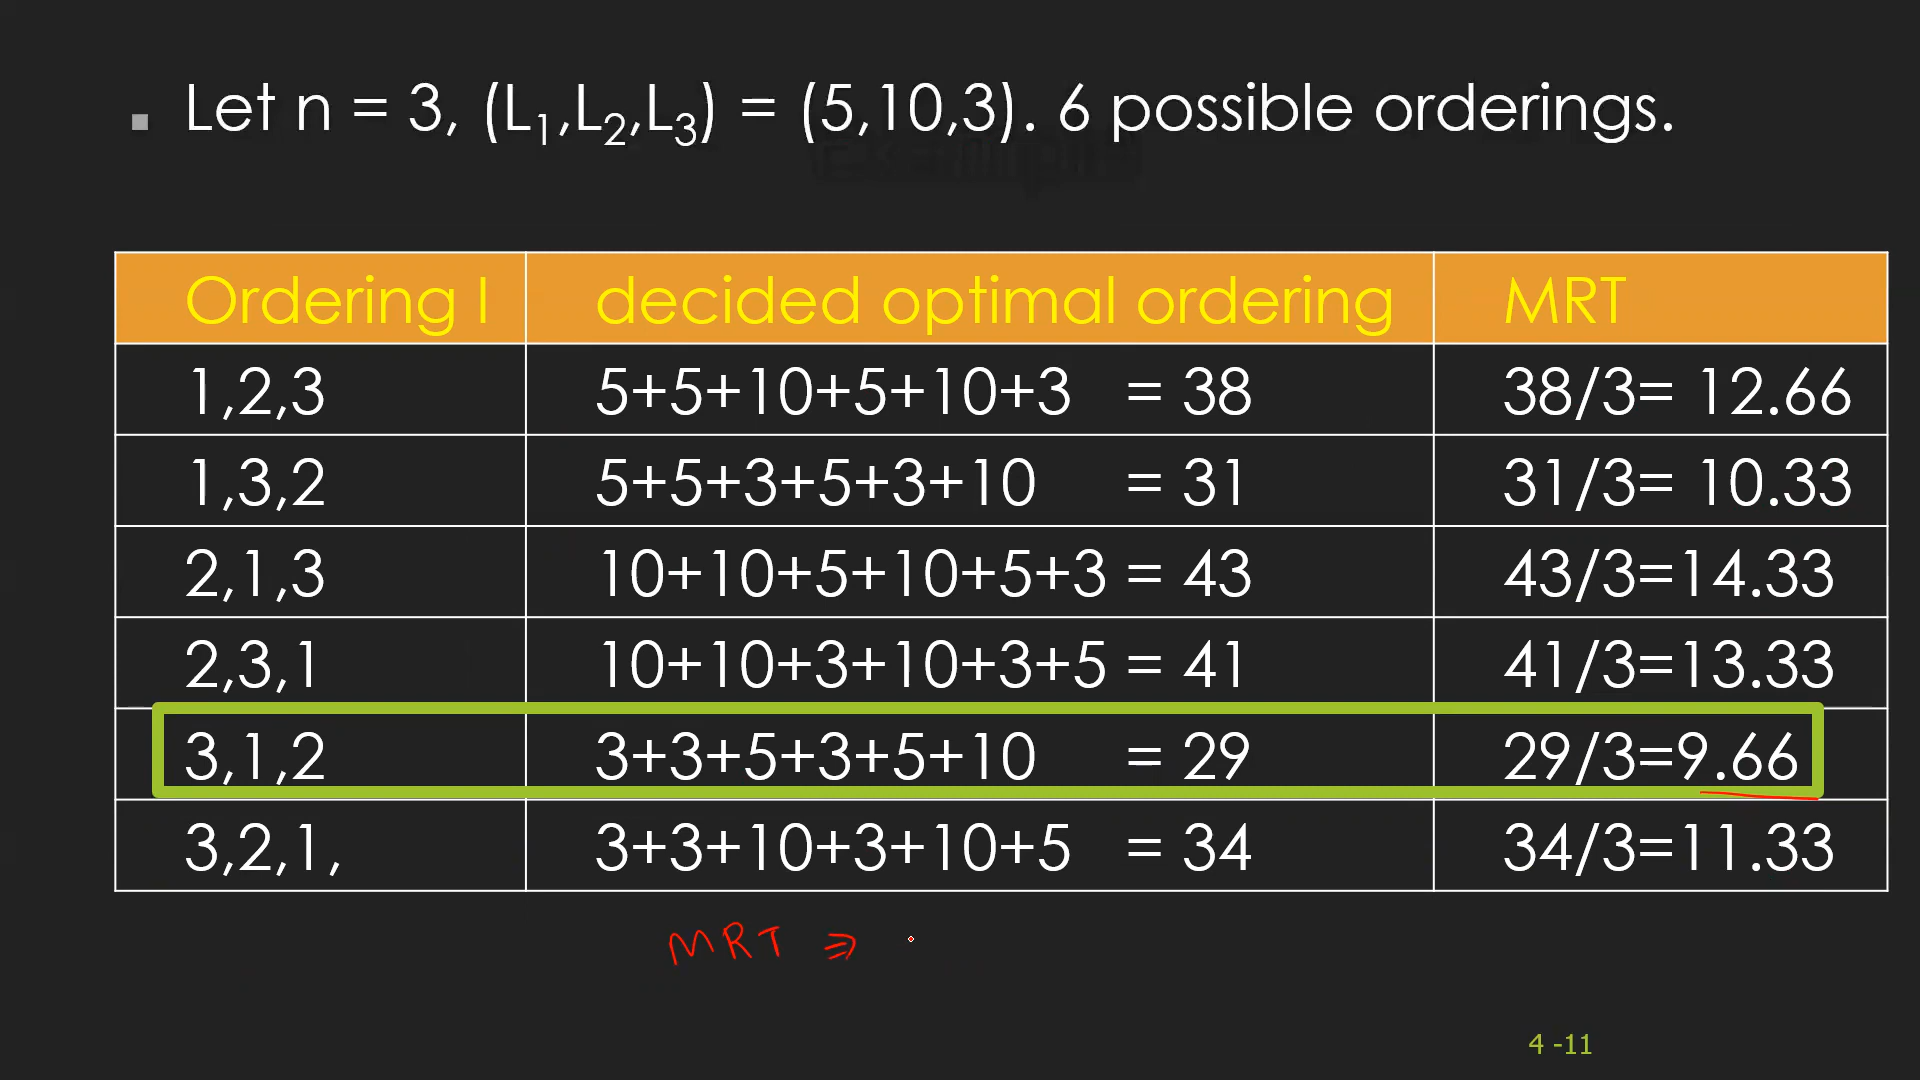 ▪ Let n = 3, (L₁,L₂,L₃) = (5,10,3). 6 possible orderings.
Ordering I decided optimal ordering MRT
1,2,3 5+5+10+5+10+3 = 38 38/3= 12.66
1,3,2 5+5+3+5+3+10 = 31 31/3= 10.33
2,1,3 10+10+5+10+5+3 = 43 43/3=14.33
2,3,1 10+10+3+10+3+5 = 41 41/3=13.33
3,1,2 3+3+5+3+5+10 = 29 29/3=9.66
3,2,1, 3+3+10+3+10+5 = 34 34/3=11.33
MRT ⇒
4 -11